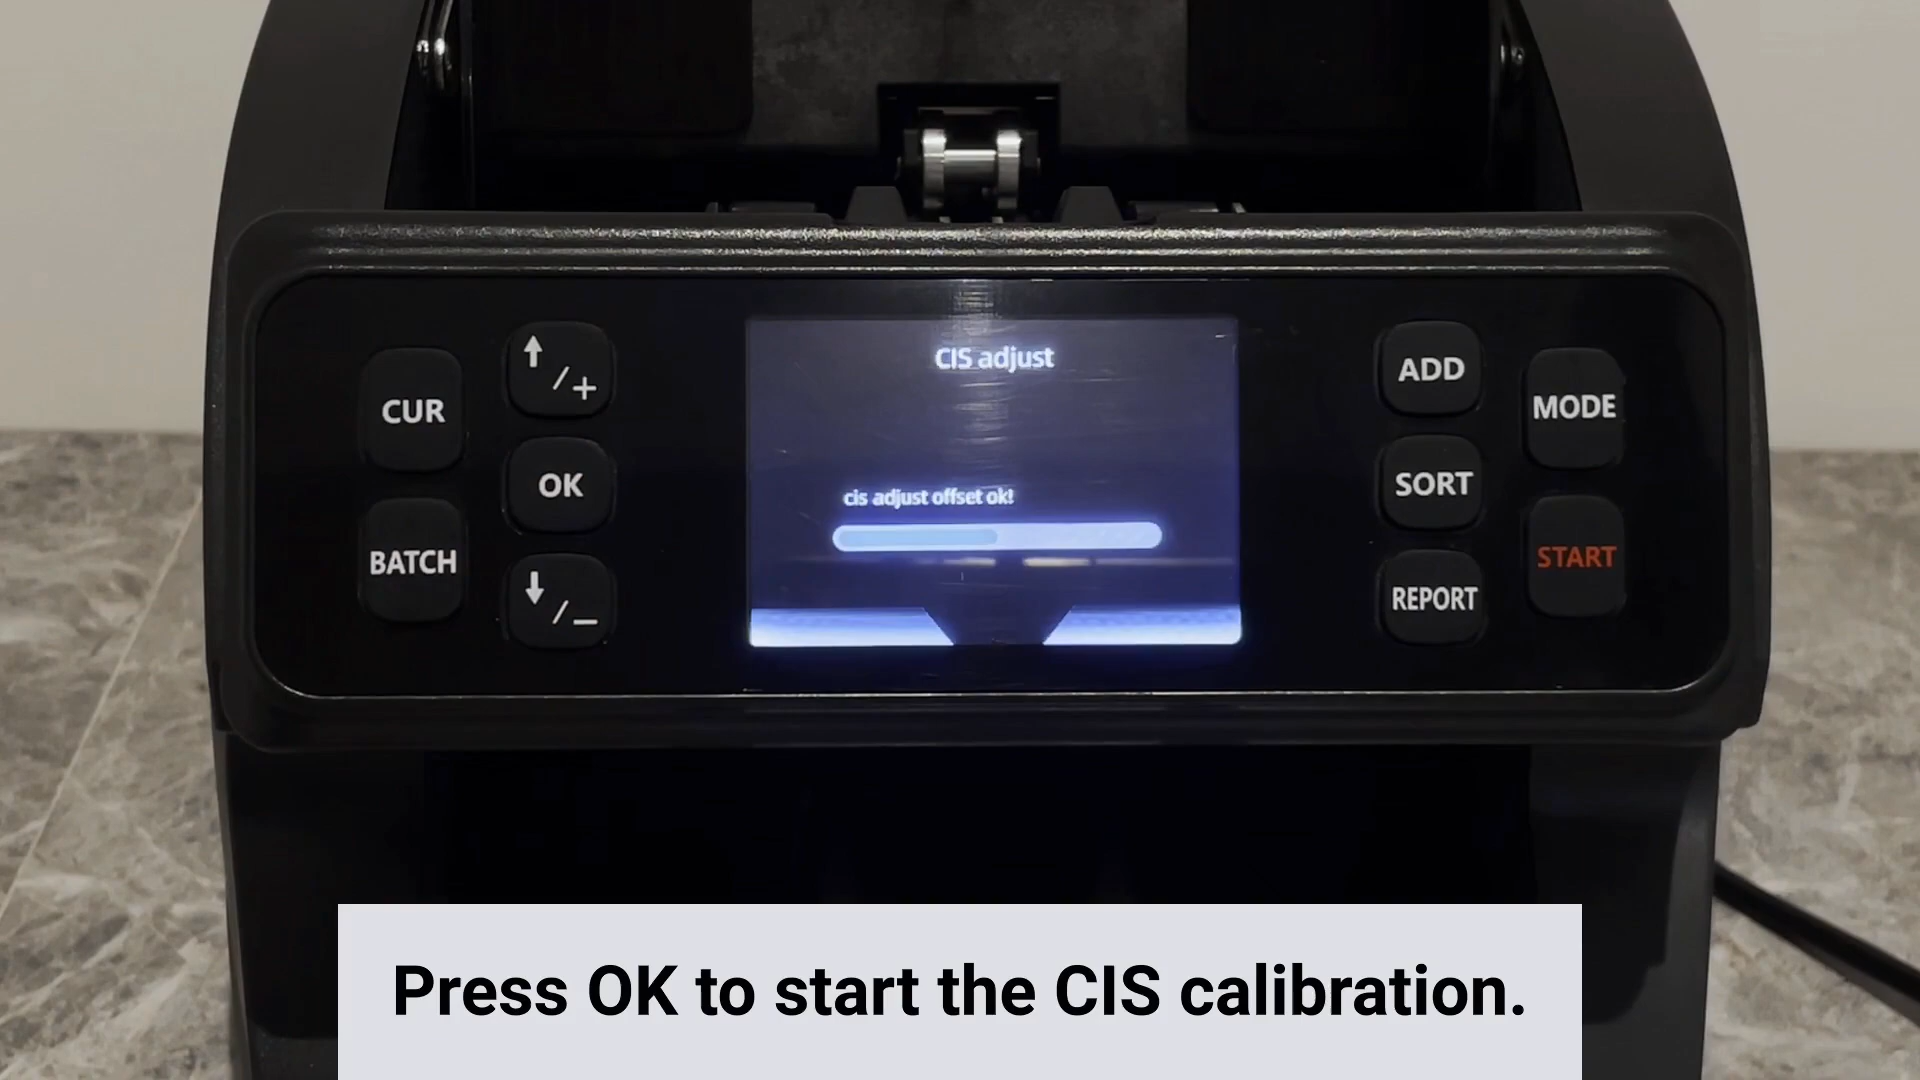 CIS adjust
cis adjust offset ok!
CUR
↑/+
OK
BATCH
↓/−
ADD
MODE
SORT
START
REPORT
Press OK to start the CIS calibration.